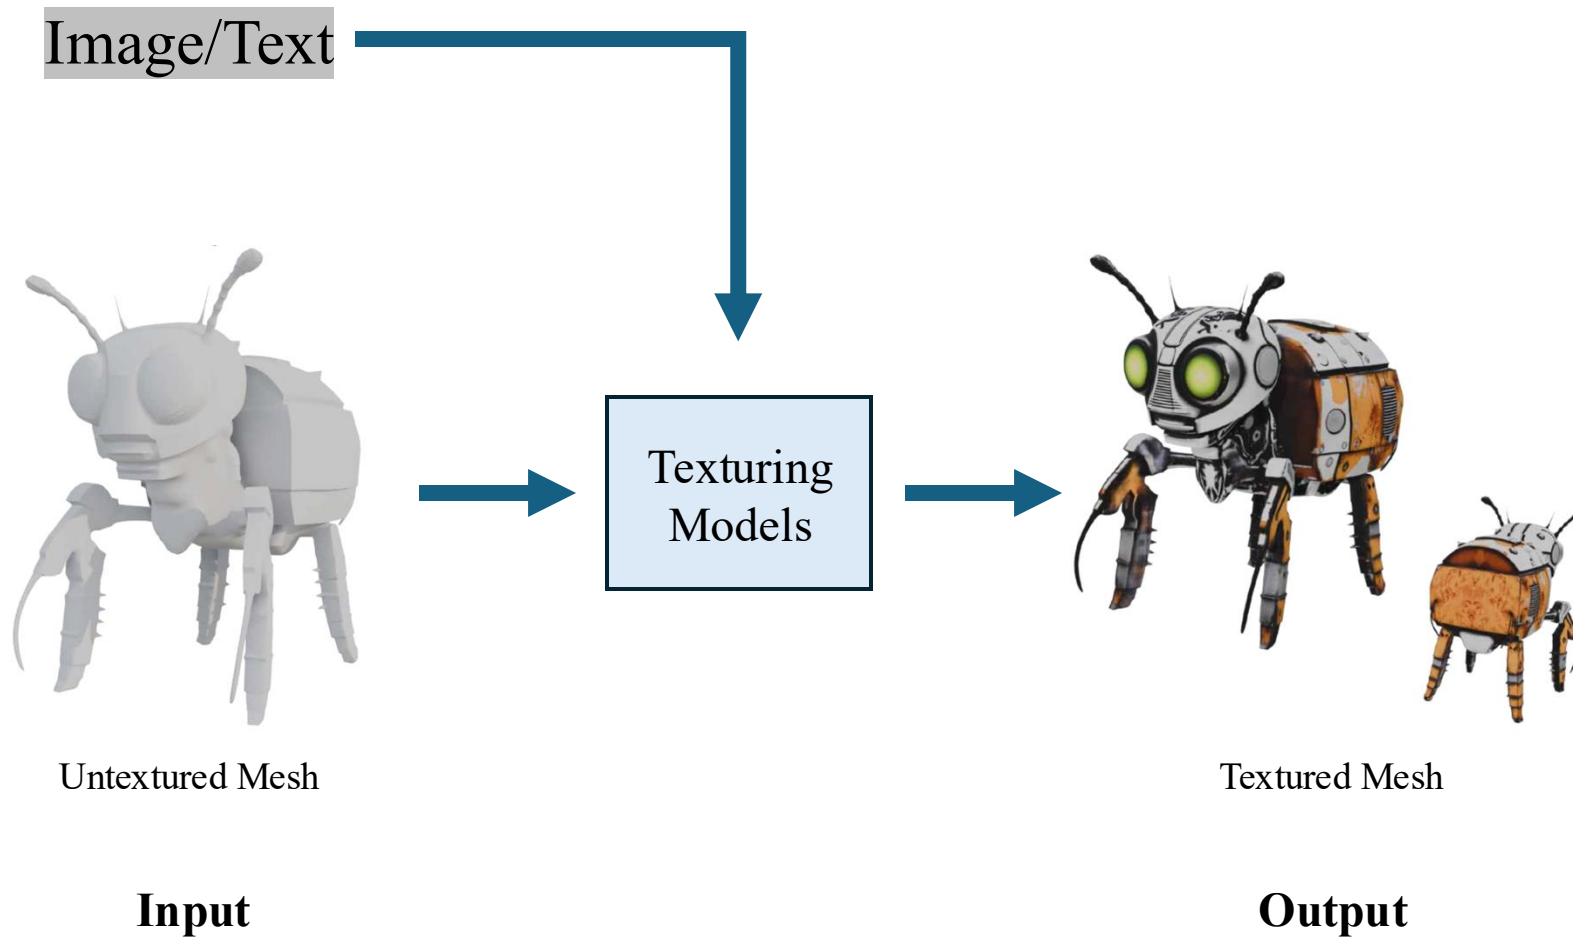 Image/Text
Texturing
Models
Untextured Mesh
Textured Mesh
Input
Output